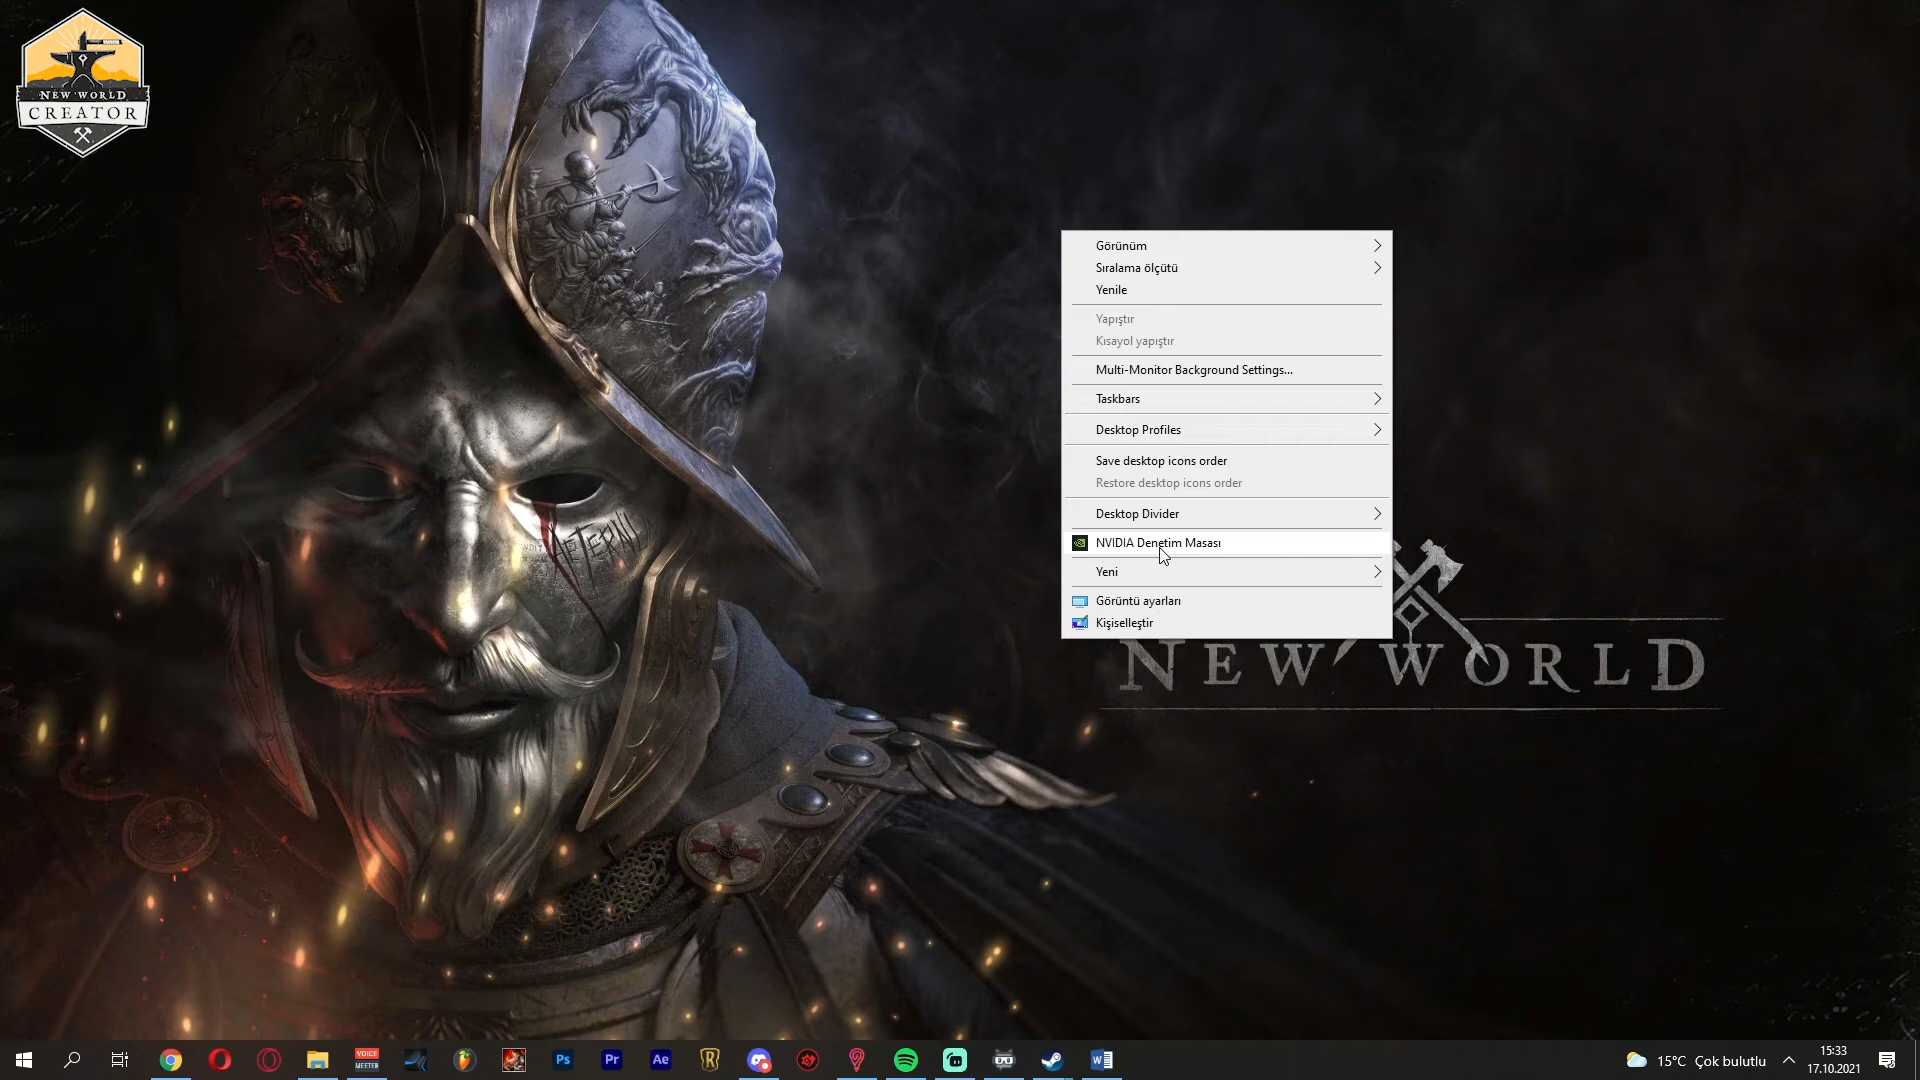 NEW WORLD
CREATOR
Görünüm
Sıralama ölçütü
Yenile
Yapıştır
Kısayol yapıştır
Multi-Monitor Background Settings...
Taskbars
Desktop Profiles
Save desktop icons order
Restore desktop icons order
Desktop Divider
NVIDIA Denetim Masası
Yeni
Görüntü ayarları
Kişiselleştir
NEW WORLD
VOICE
MEETER
Ps
Pr
Ae
15°C Çok bulutlu
15:33
17.10.2021